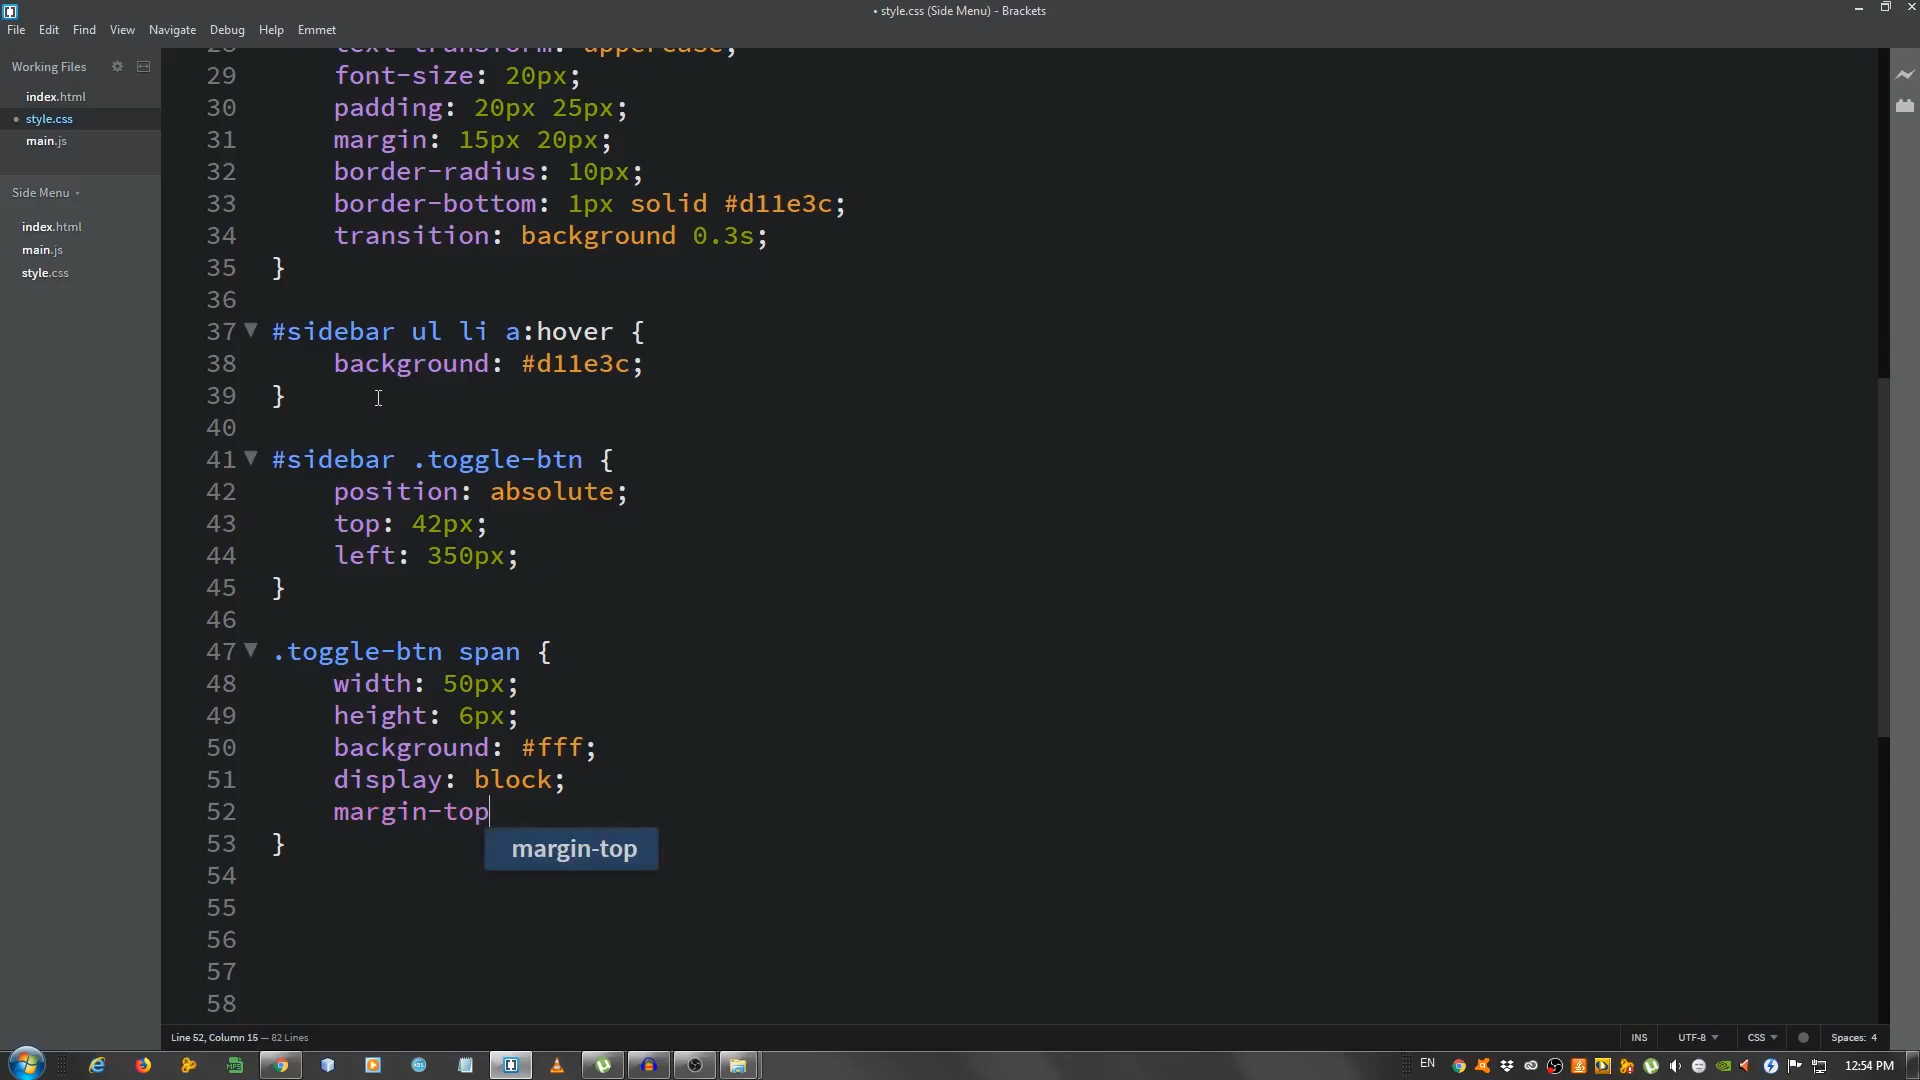 • style.css (Side Menu) - Brackets
File Edit Find View Navigate Debug Help Emmet
Working Files
index.html
• style.css
main.js
Side Menu
index.html
main.js
style.css
28 text-transform: uppercase;
29 font-size: 20px;
30 padding: 20px 25px;
31 margin: 15px 20px;
32 border-radius: 10px;
33 border-bottom: 1px solid #d11e3c;
34 transition: background 0.3s;
35 }
36
37 #sidebar ul li a:hover {
38 background: #d11e3c;
39 }
40
41 #sidebar .toggle-btn {
42 position: absolute;
43 top: 42px;
44 left: 350px;
45 }
46
47 .toggle-btn span {
48 width: 50px;
49 height: 6px;
50 background: #fff;
51 display: block;
52 margin-top
margin-top
53 }
54
55
56
57
58
Line 52, Column 15 — 82 Lines
INS UTF-8 CSS Spaces: 4
EN 12:54 PM